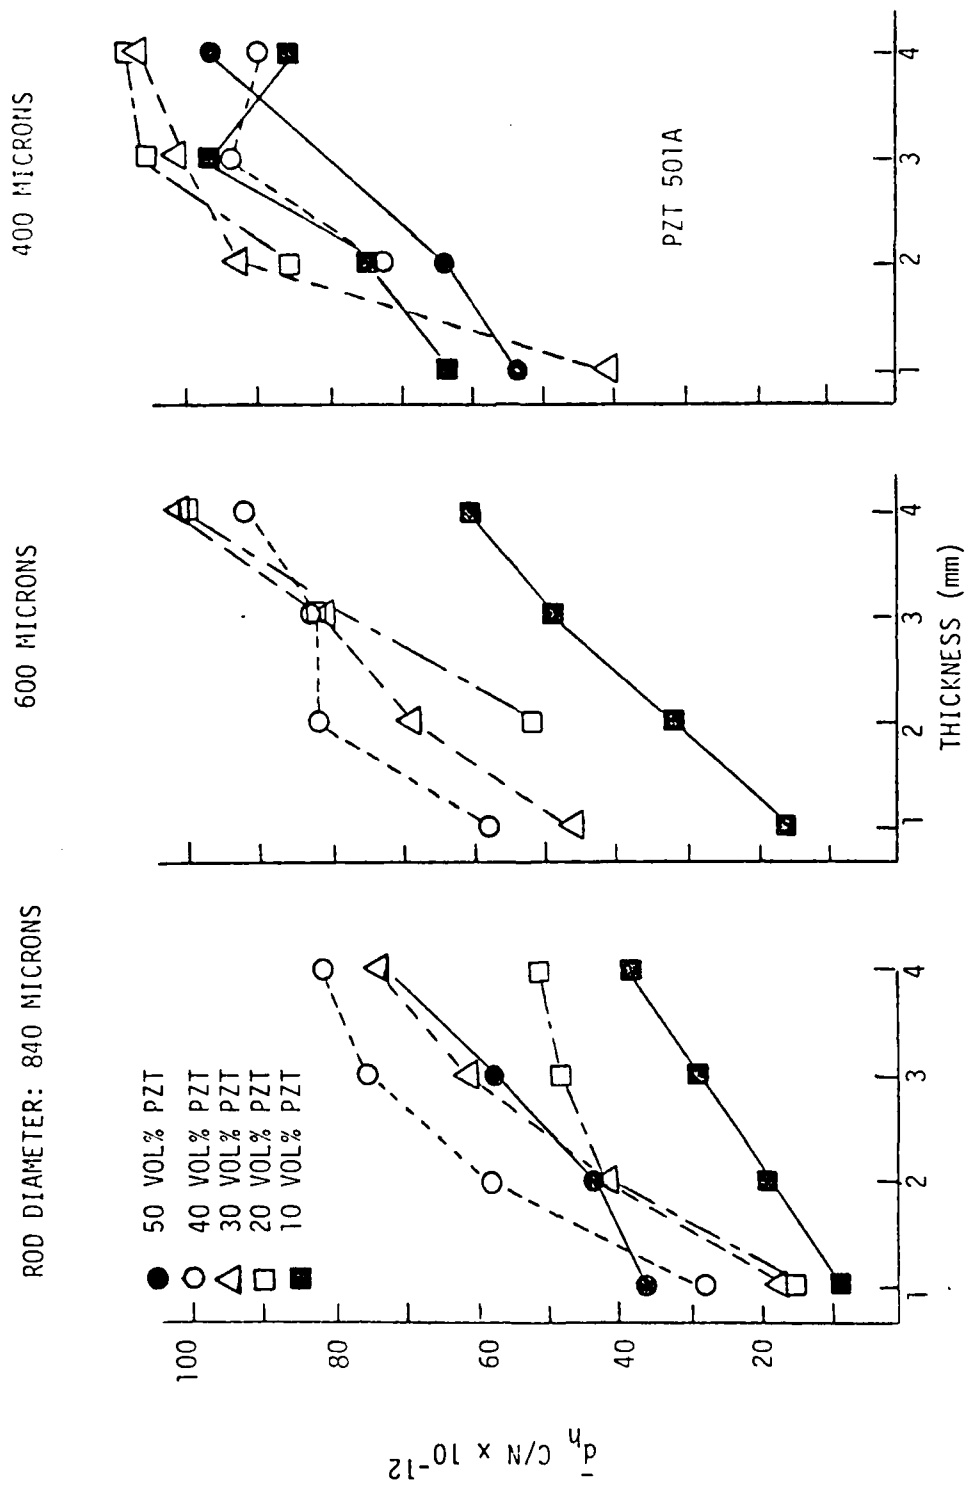 ROD DIAMETER: 840 MICRONS
600 MICRONS
400 MICRONS
50 VOL% PZT
40 VOL% PZT
30 VOL% PZT
20 VOL% PZT
10 VOL% PZT
PZT 501A
100
80
60
40
20
d̄h C/N x 10-12
1 2 3 4
1 2 3 4
1 2 3 4
THICKNESS (mm)